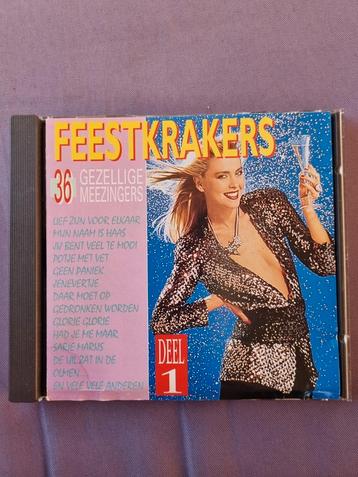 FEESTKRAKERS
36 GEZELLIGE
MEEZINGERS
LIEF ZIJN VOOR ELKAAR
MIJN NAAM IS HAAS
JIJ BENT VEEL TE MOOI
POTJE MET VET
GEEN PANIEK
JENEVERTJE
DAAR MOET OP
GEDRONKEN WORDEN
GLORIE GLORIE
HAD JE ME MAAR
SARIE MARIJS
DE UIL ZAT IN DE
OLMEN
EN VELE VELE ANDEREN
DEEL
1